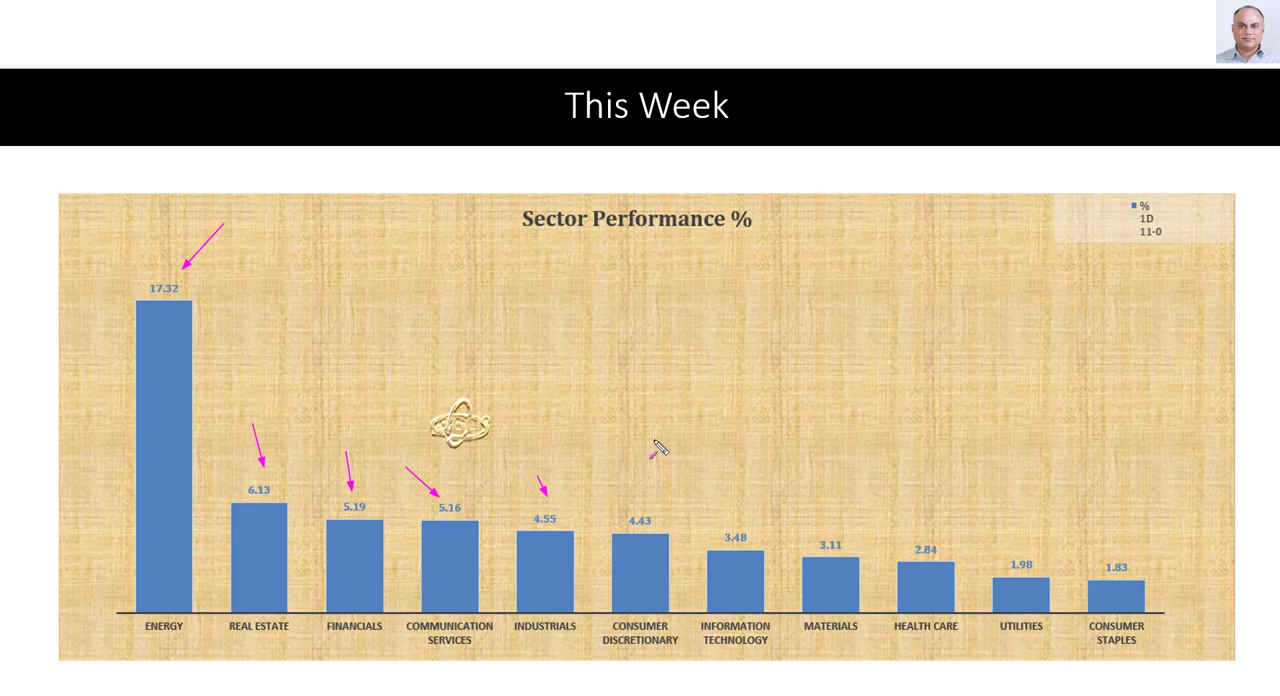 This Week
Sector Performance %
%
1D
11-0
17.32
6.13
5.19
5.16
4.55
4.43
3.48
3.11
2.84
1.98
1.83
ENERGY
REAL ESTATE
FINANCIALS
COMMUNICATION
SERVICES
INDUSTRIALS
CONSUMER
DISCRETIONARY
INFORMATION
TECHNOLOGY
MATERIALS
HEALTH CARE
UTILITIES
CONSUMER
STAPLES